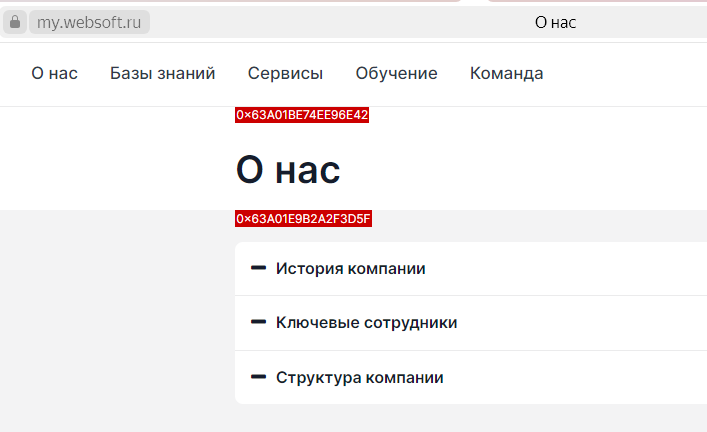 my.websoft.ru О нас
О нас Базы знаний Сервисы Обучение Команда
0x63A01BE74EE96E42
О нас
0x63A01E9B2A2F3D5F
История компании
Ключевые сотрудники
Структура компании